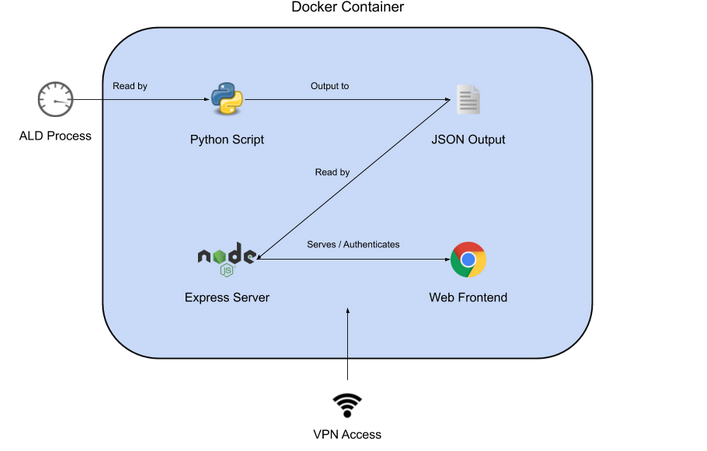 Docker Container
Read by
Output to
ALD Process
Python Script
JSON Output
Read by
node
JS
Serves / Authenticates
Express Server
Web Frontend
VPN Access